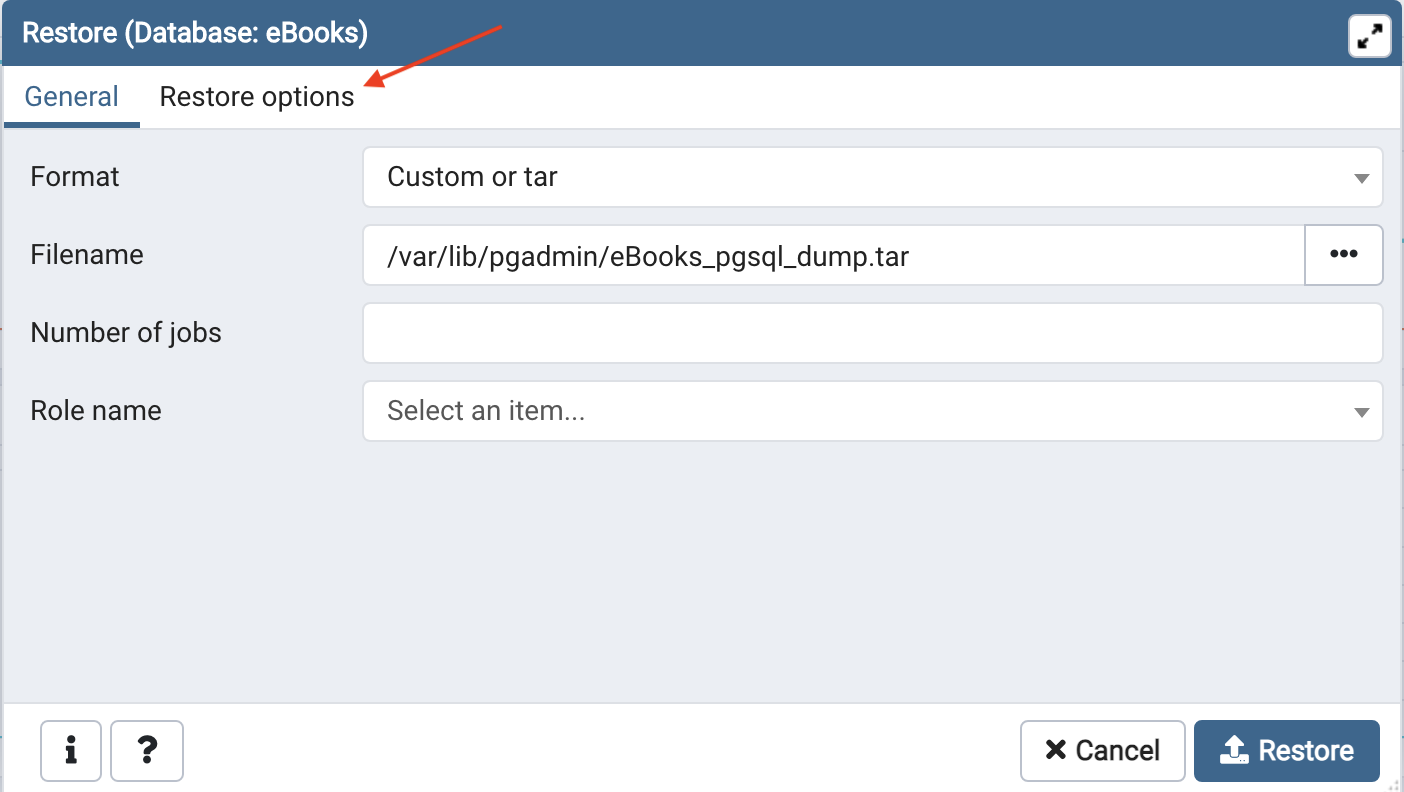 Restore (Database: eBooks)
General Restore options
Format Custom or tar
Filename /var/lib/pgadmin/eBooks_pgsql_dump.tar •••
Number of jobs
Role name Select an item...
i ? Cancel Restore